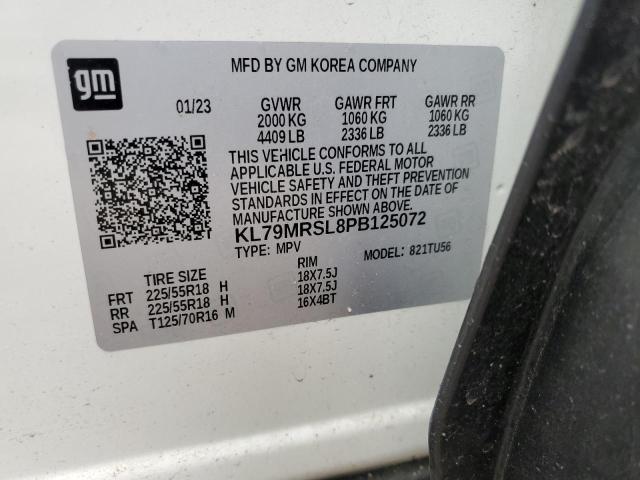 gm
MFD BY GM KOREA COMPANY
01/23 GVWR GAWR FRT GAWR RR
2000 KG 1060 KG 1060 KG
4409 LB 2336 LB 2336 LB
THIS VEHICLE CONFORMS TO ALL
APPLICABLE U.S. FEDERAL MOTOR
VEHICLE SAFETY AND THEFT PREVENTION
STANDARDS IN EFFECT ON THE DATE OF
MANUFACTURE SHOWN ABOVE.
KL79MRSL8PB125072
TYPE: MPV MODEL: 821TU56
TIRE SIZE RIM
FRT 225/55R18 H 18X7.5J
RR 225/55R18 H 18X7.5J
SPA T125/70R16 M 16X4BT